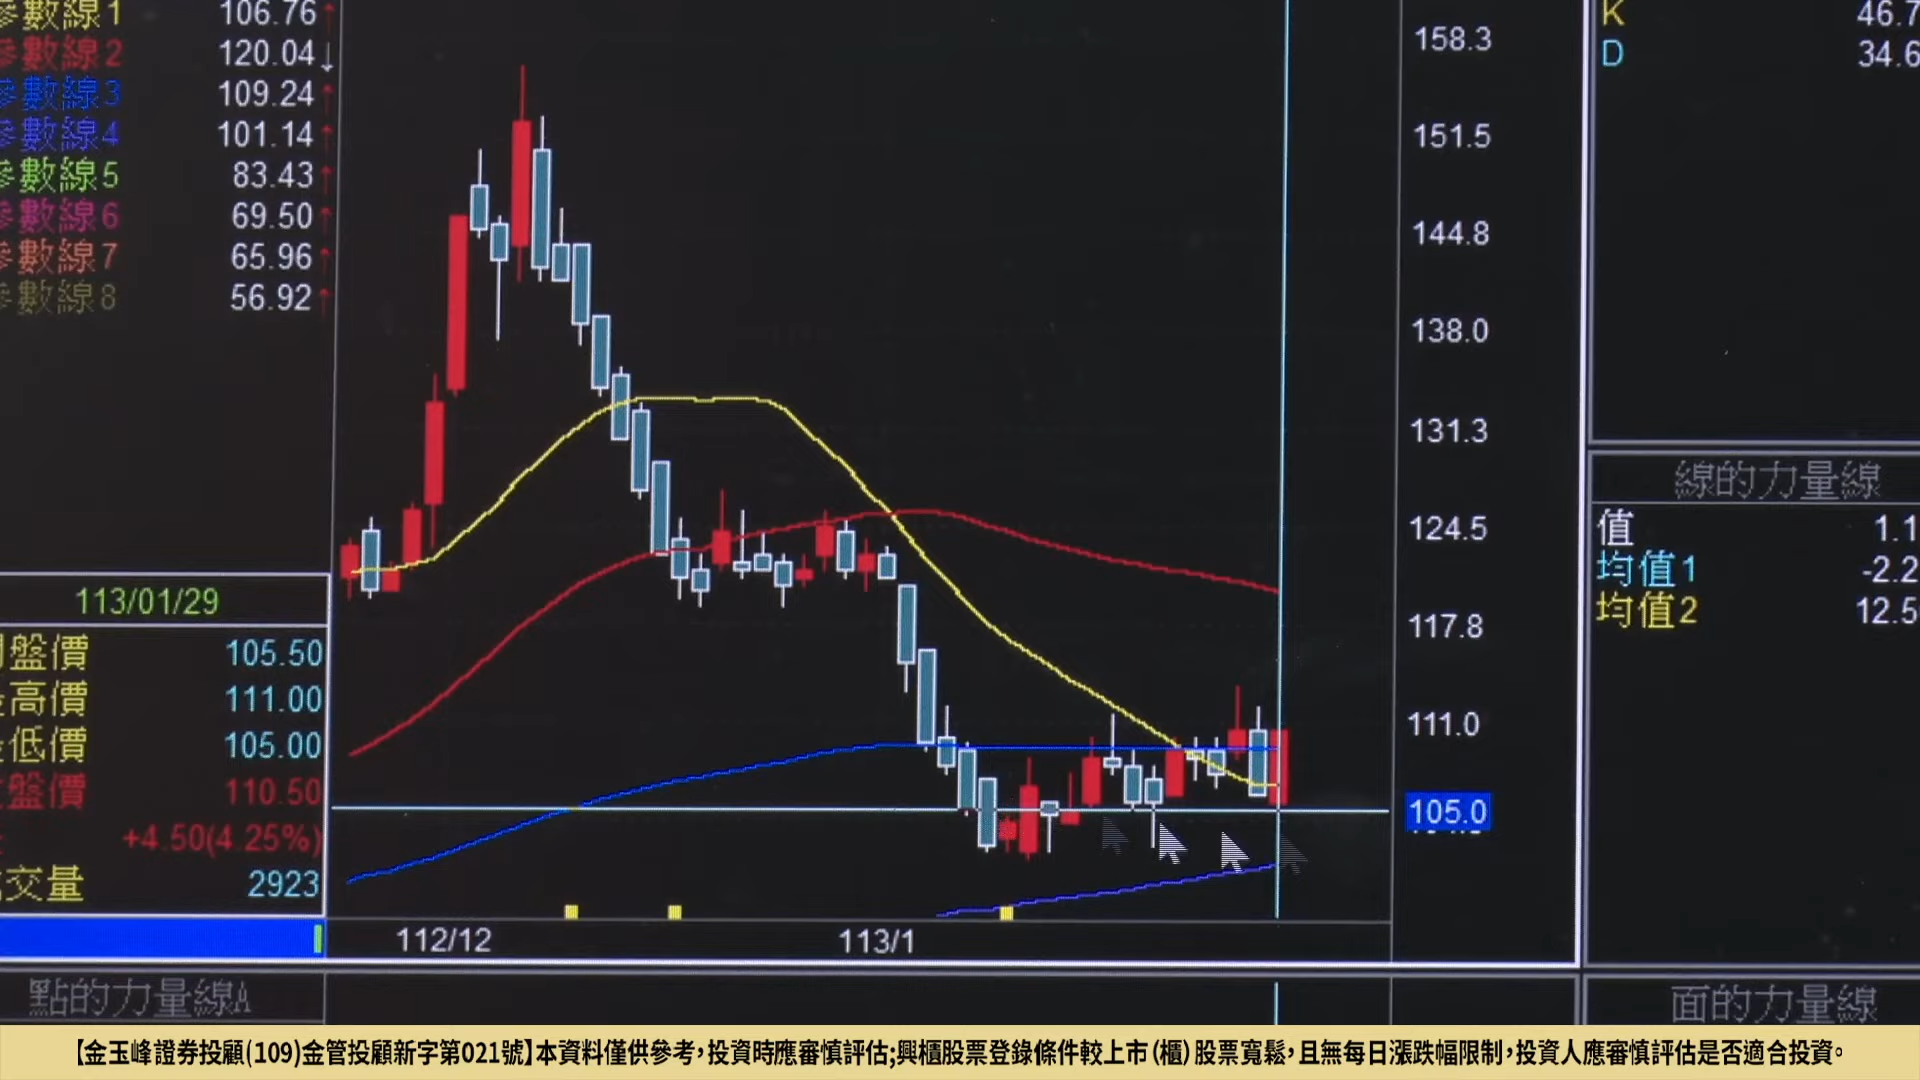 參數線1 106.76↑
參數線2 120.04↓
參數線3 109.24↑
參數線4 101.14↑
參數線5 83.43↑
參數線6 69.50↑
參數線7 65.96↑
參數線8 56.92↑
113/01/29
盤價 105.50
高價 111.00
低價 105.00
盤價 110.50
+4.50(4.25%)
交量 2923
點的力量線A
112/12 113/1
158.3
151.5
144.8
138.0
131.3
124.5
117.8
111.0
105.0
K 46.7
D 34.6
線的力量線
值 1.1
均值1 -2.2
均值2 12.5
面的力量線
【金玉峰證券投顧(109)金管投顧新字第021號】本資料僅供參考,投資時應審慎評估;興櫃股票登錄條件較上市(櫃)股票寬鬆,且無每日漲跌幅限制,投資人應審慎評估是否適合投資。